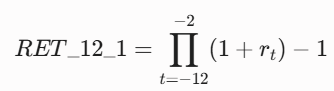 RET_12_1 = ∏_{t=−12}^{−2} (1 + r_t) − 1